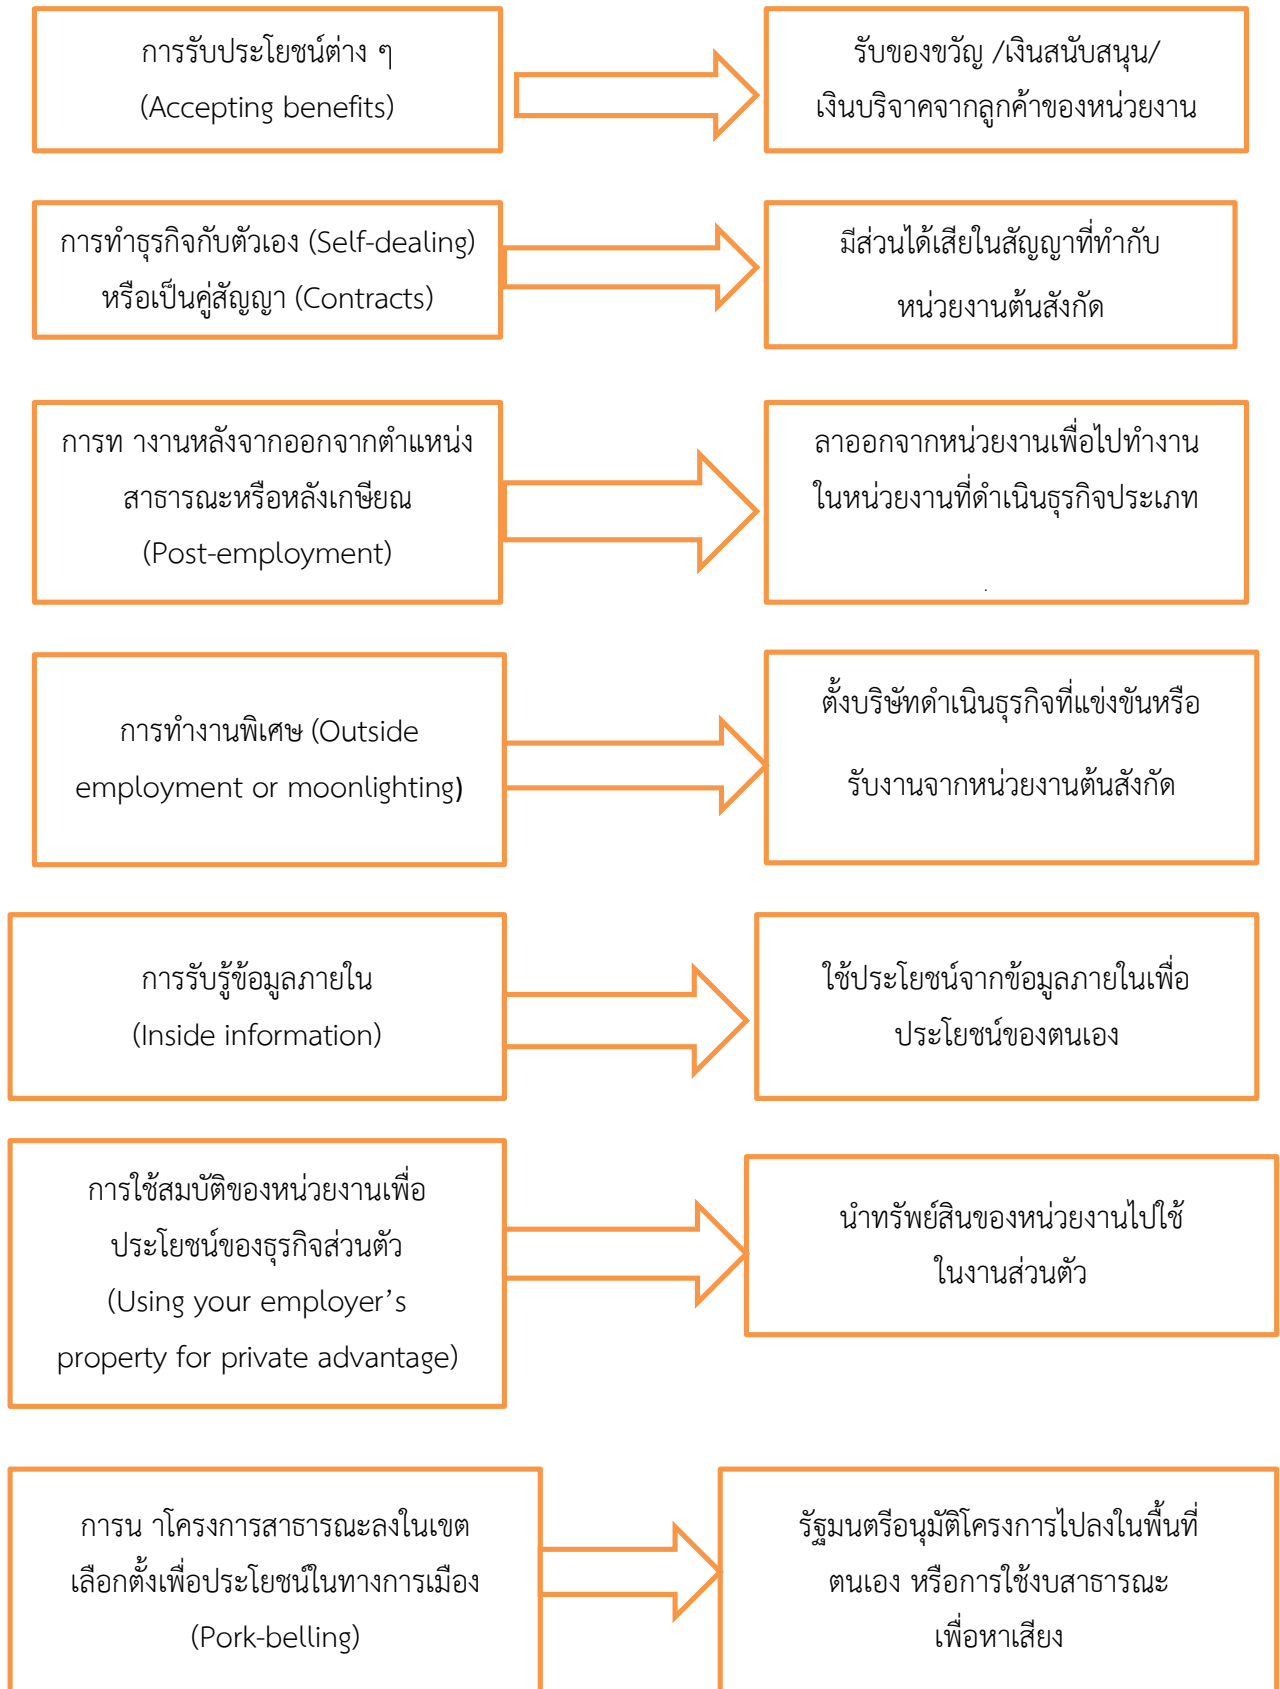 การรับประโยชน์ต่าง ๆ
(Accepting benefits)
รับของขวัญ /เงินสนับสนุน/
เงินบริจาคจากลูกค้าของหน่วยงาน
การทำธุรกิจกับตัวเอง (Self-dealing)
หรือเป็นคู่สัญญา (Contracts)
มีส่วนได้เสียในสัญญาที่ทำกับ
หน่วยงานต้นสังกัด
การท างานหลังจากออกจากตำแหน่ง
สาธารณะหรือหลังเกษียณ
(Post-employment)
ลาออกจากหน่วยงานเพื่อไปทำงาน
ในหน่วยงานที่ดำเนินธุรกิจประเภท
.
การทำงานพิเศษ (Outside
employment or moonlighting)
ตั้งบริษัทดำเนินธุรกิจที่แข่งขันหรือ
รับงานจากหน่วยงานต้นสังกัด
การรับรู้ข้อมูลภายใน
(Inside information)
ใช้ประโยชน์จากข้อมูลภายในเพื่อ
ประโยชน์ของตนเอง
การใช้สมบัติของหน่วยงานเพื่อ
ประโยชน์ของธุรกิจส่วนตัว
(Using your employer’s
property for private advantage)
นำทรัพย์สินของหน่วยงานไปใช้
ในงานส่วนตัว
การน าโครงการสาธารณะลงในเขต
เลือกตั้งเพื่อประโยชน์ในทางการเมือง
(Pork-belling)
รัฐมนตรีอนุมัติโครงการไปลงในพื้นที่
ตนเอง หรือการใช้งบสาธารณะ
เพื่อหาเสียง